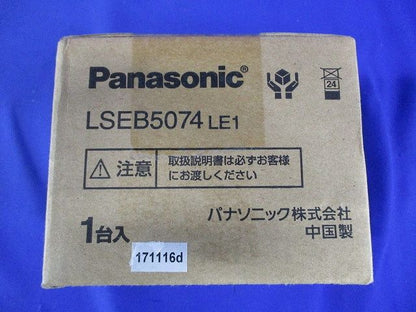 Panasonic®
LSEB5074 LE1
24
注意
取扱説明書は必ずお客様
にお渡しください
パナソニック株式会社
中国製
1台入
171116d